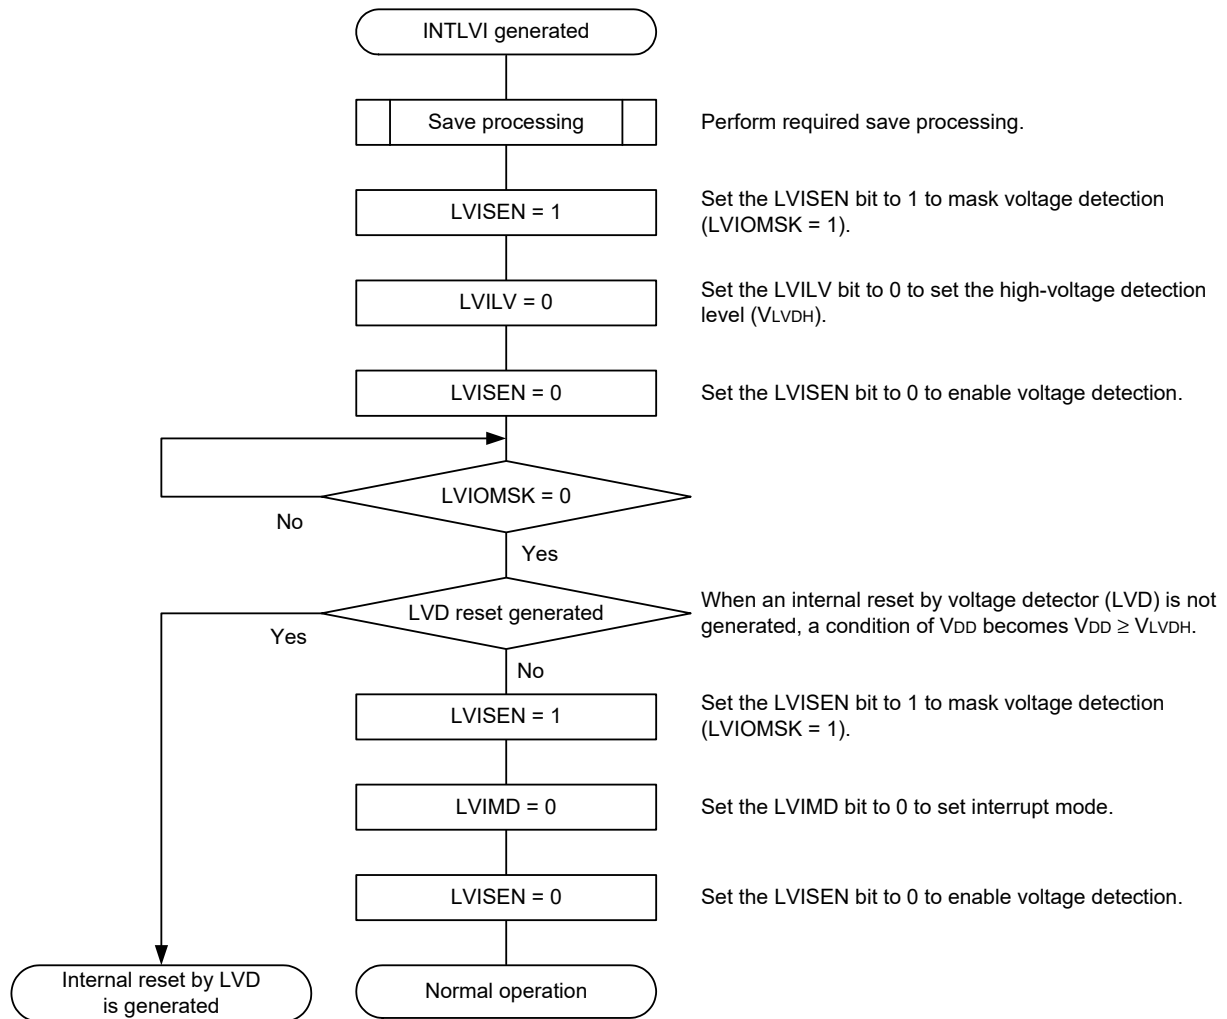 INTLVI generated
Save processing
Perform required save processing.
LVISEN = 1
Set the LVISEN bit to 1 to mask voltage detection
(LVIOMSK = 1).
LVILV = 0
Set the LVILV bit to 0 to set the high-voltage detection
level (VLVDH).
LVISEN = 0
Set the LVISEN bit to 0 to enable voltage detection.
LVIOMSK = 0
No
Yes
LVD reset generated
When an internal reset by voltage detector (LVD) is not
generated, a condition of VDD becomes VDD ≥ VLVDH.
Yes
No
LVISEN = 1
Set the LVISEN bit to 1 to mask voltage detection
(LVIOMSK = 1).
LVIMD = 0
Set the LVIMD bit to 0 to set interrupt mode.
LVISEN = 0
Set the LVISEN bit to 0 to enable voltage detection.
Internal reset by LVD
is generated
Normal operation